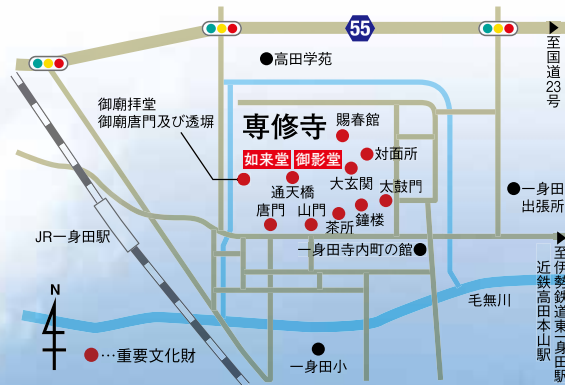 55
高田学苑
至国道23号
御廟拝堂
御廟唐門及び透塀
専修寺
賜春館
如来堂
御影堂
対面所
通天橋
大玄関
太鼓門
唐門
山門
茶所
鐘楼
一身田
出張所
JR一身田駅
一身田寺内町の館
至伊勢鉄道東一身田駅
近鉄高田本山駅
毛無川
N
…重要文化財
一身田小